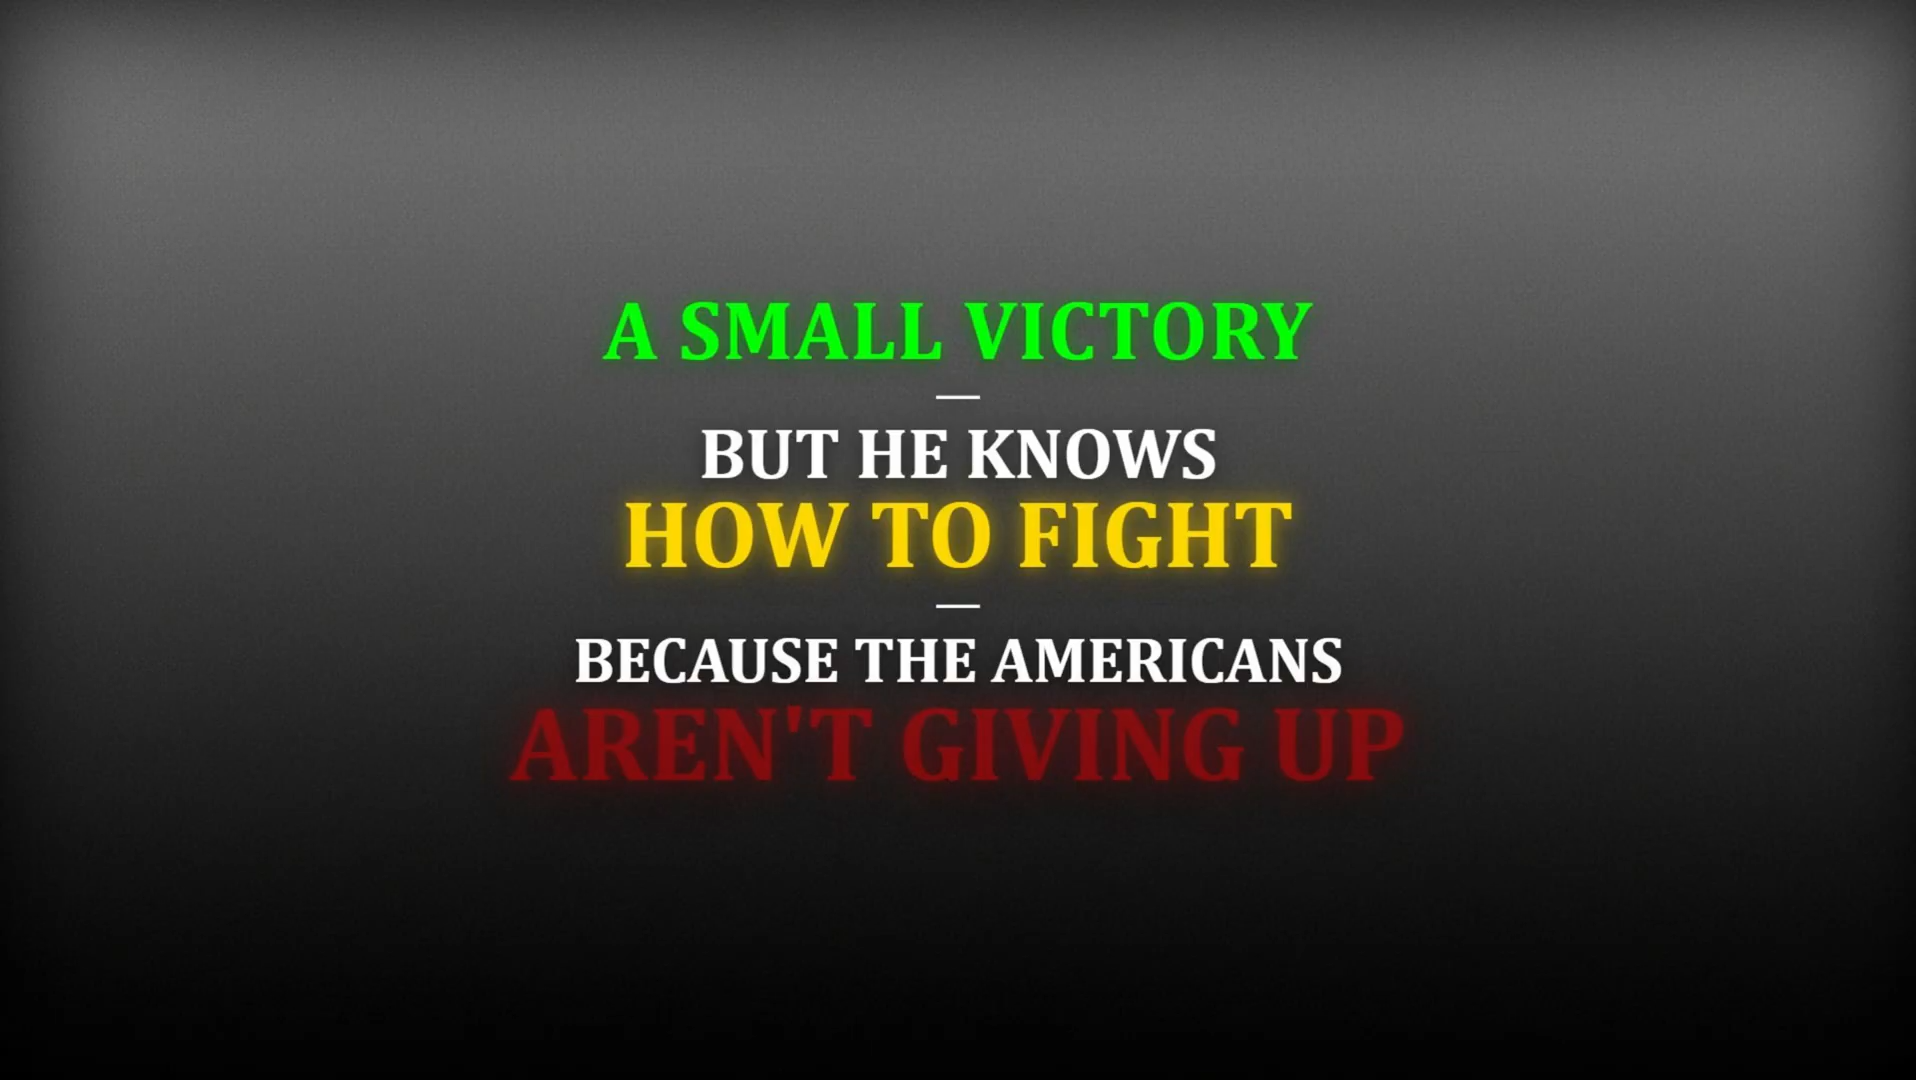 A SMALL VICTORY
—
BUT HE KNOWS
HOW TO FIGHT
—
BECAUSE THE AMERICANS
AREN'T GIVING UP